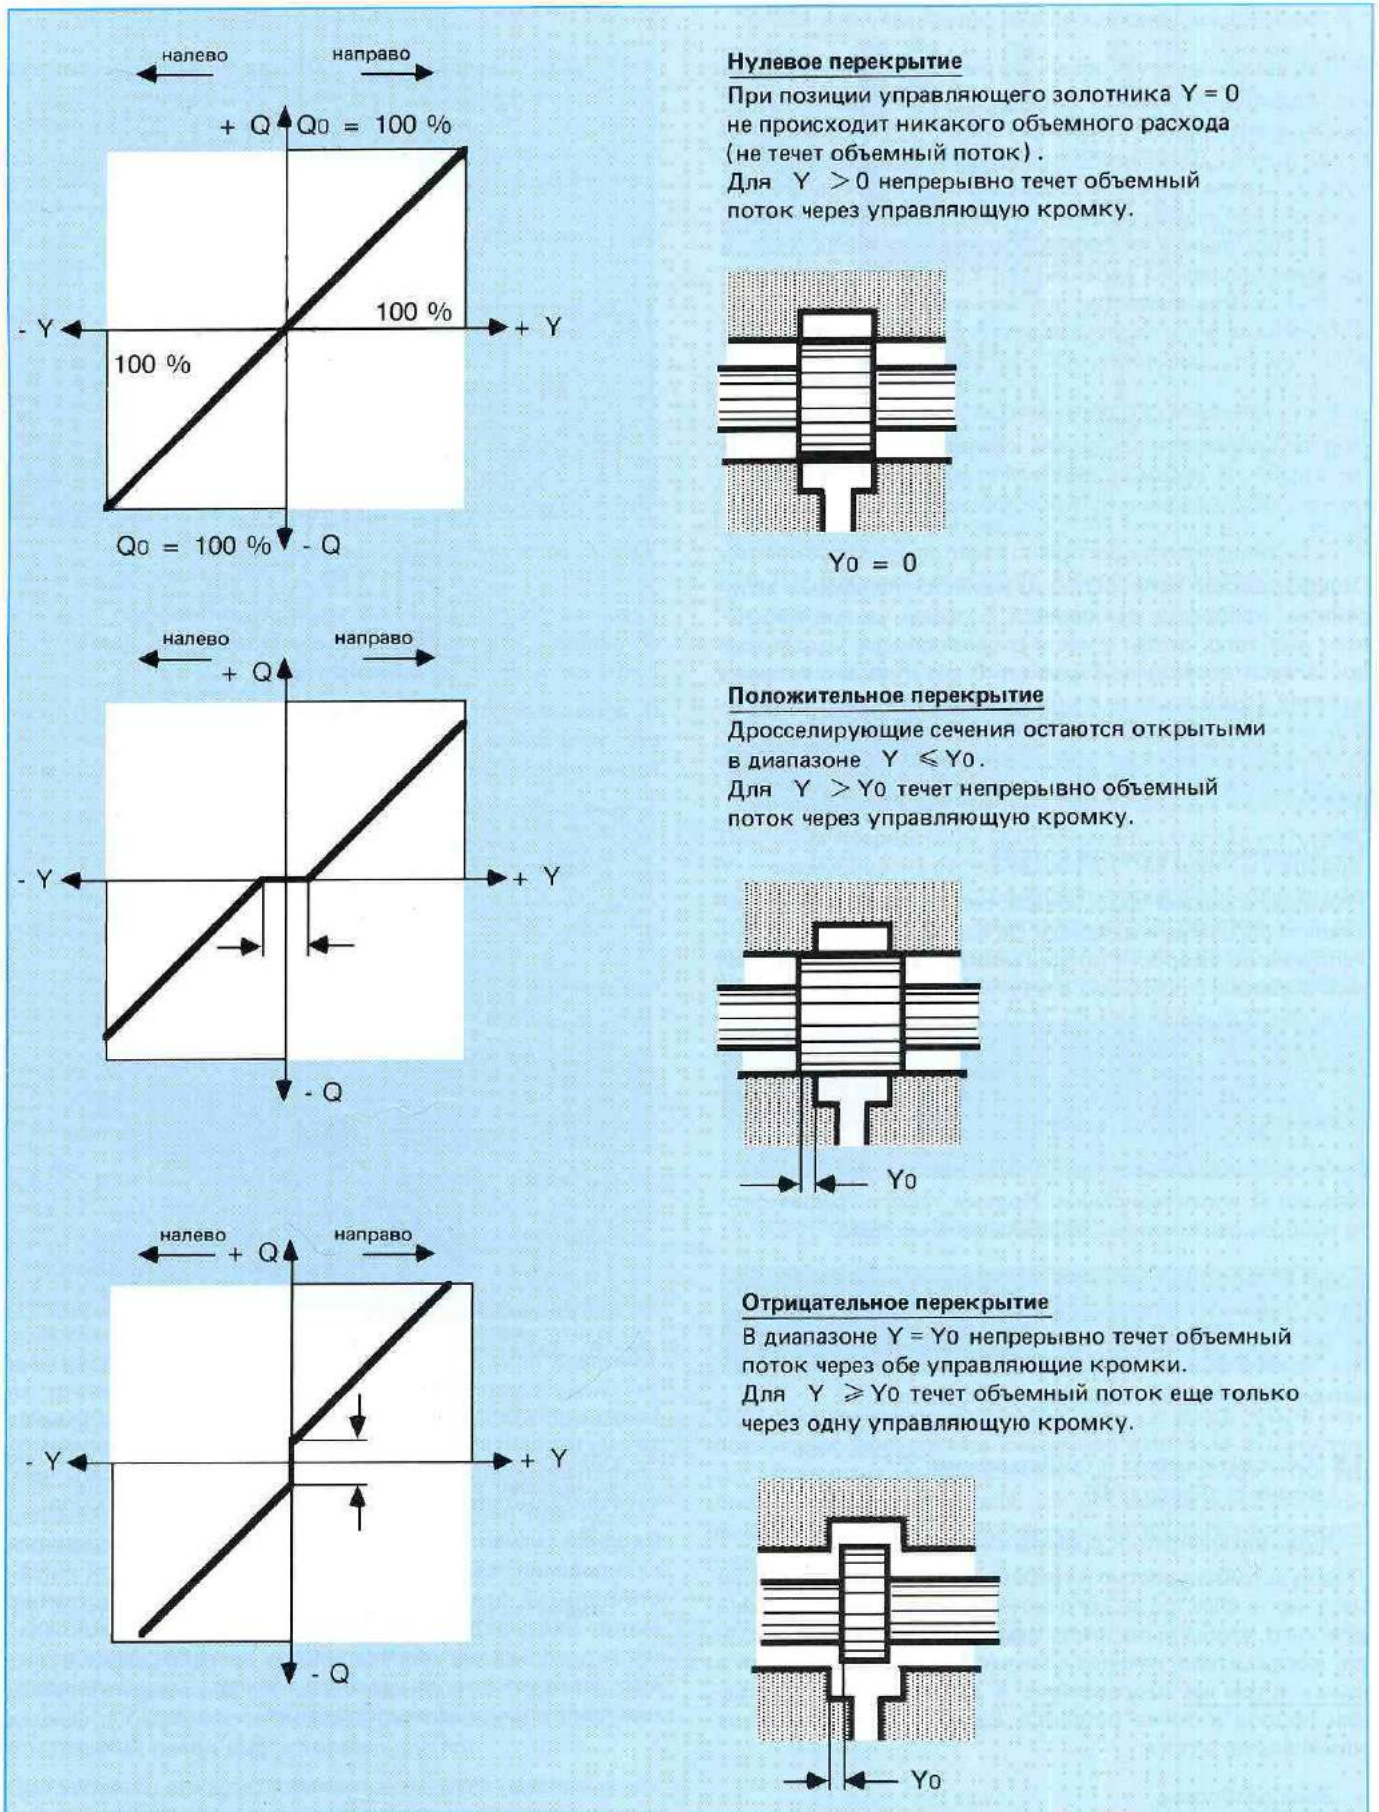 налево направо
+ Q Q0 = 100 %
100 %
- Y + Y
100 %
Q0 = 100 % - Q
Нулевое перекрытие
При позиции управляющего золотника Y = 0
не происходит никакого объемного расхода
(не течет объемный поток).
Для Y > 0 непрерывно течет объемный
поток через управляющую кромку.
Y0 = 0
налево направо
+ Q
- Y + Y
- Q
Положительное перекрытие
Дросселирующие сечения остаются открытыми
в диапазоне Y ⩽ Y0.
Для Y > Y0 течет непрерывно объемный
поток через управляющую кромку.
Y0
налево направо
+ Q
- Y + Y
- Q
Отрицательное перекрытие
В диапазоне Y = Y0 непрерывно течет объемный
поток через обе управляющие кромки.
Для Y ⩾ Y0 течет объемный поток еще только
через одну управляющую кромку.
Y0